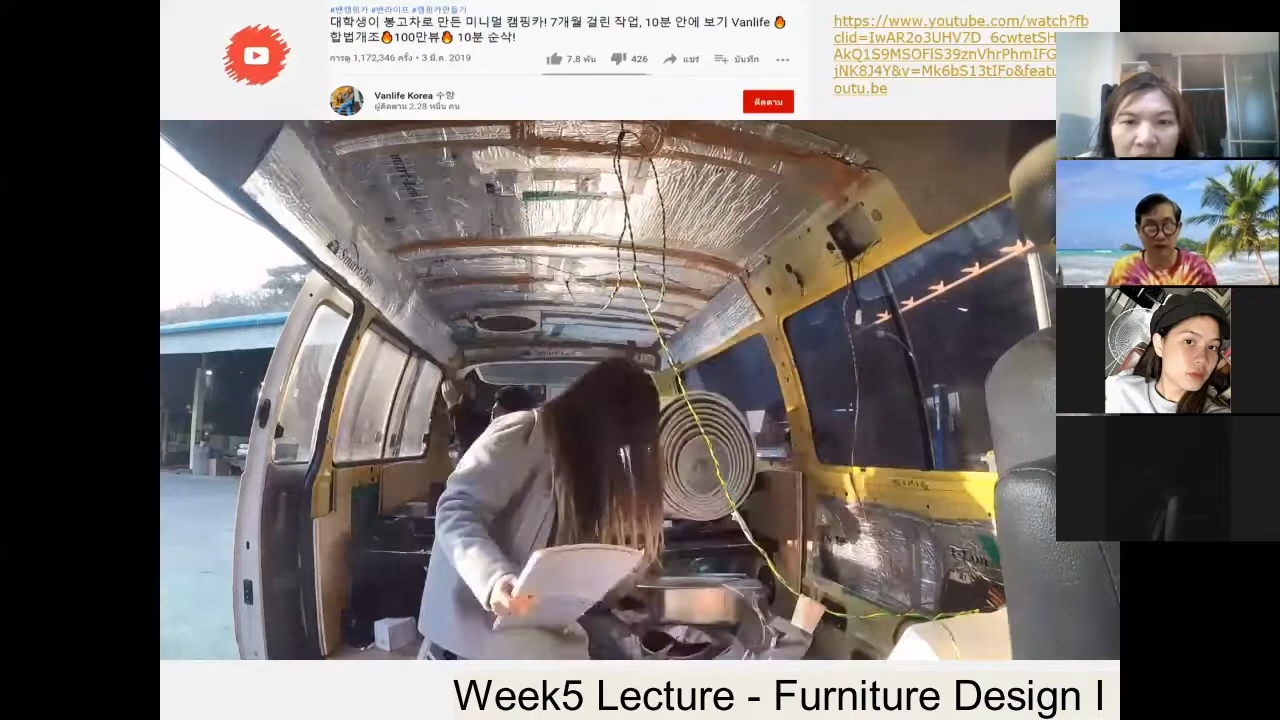 #밴캠핑카 #밴라이프 #캠핑카만들기
대학생이 봉고차로 만든 미니멀 캠핑카! 7개월 걸린 작업, 10분 안에 보기 Vanlife 🔥
합법개조🔥100만뷰🔥 10분 순삭!
การดู 1,172,346 ครั้ง • 3 มี.ค. 2019
7.8 พัน
426
แชร์
บันทึก
Vanlife Korea 수향
ผู้ติดตาม 2.28 หมื่น คน
ติดตาม
https://www.youtube.com/watch?fb
clid=IwAR2o3UHV7D_6cwtetSH
AkQ1S9MSOFlS39znVhrPhmIFG
jNK8J4Y&v=Mk6bS13tIFo&featu
outu.be
Week5 Lecture - Furniture Design I